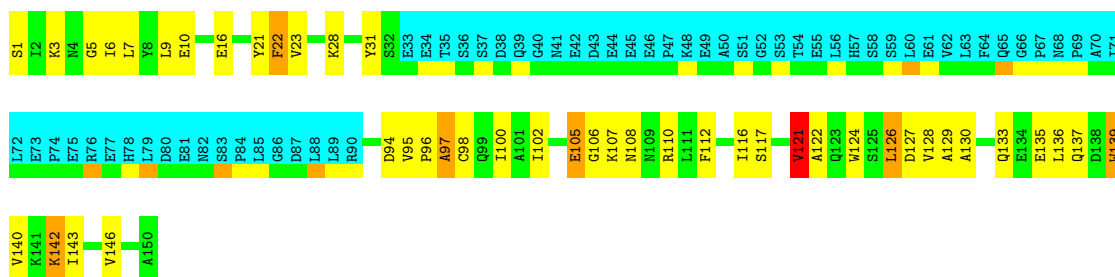 S1 I2 K3 N4 G5 I6 L7 Y8 L9 E10 E16 Y21 F22 V23 K28 Y31 S32 E33 E34 T35 S36 S37 D38 Q39 G40 N41 E42 D43 E44 E45 E46 P47 K48 E49 A50 S51 G52 S53 T54 E55 L56 H57 S58 S59 L60 E61 V62 L63 F64 Q65 G66 P67 N68 P69 A70
L72 E73 P74 E75 R76 E77 H78 L79 D80 E81 N82 S83 P84 L85 G86 D87 L88 L89 R90 D94 V95 P96 A97 C98 Q99 I100 A101 I102 E105 G106 K107 N108 N109 R110 L111 F112 I116 S117 V121 A122 Q123 W124 S125 L126 D127 V128 A129 A130 Q133 E134 E135 L136 Q137 D138 W139
V140 K141 K142 I143 V146 A150